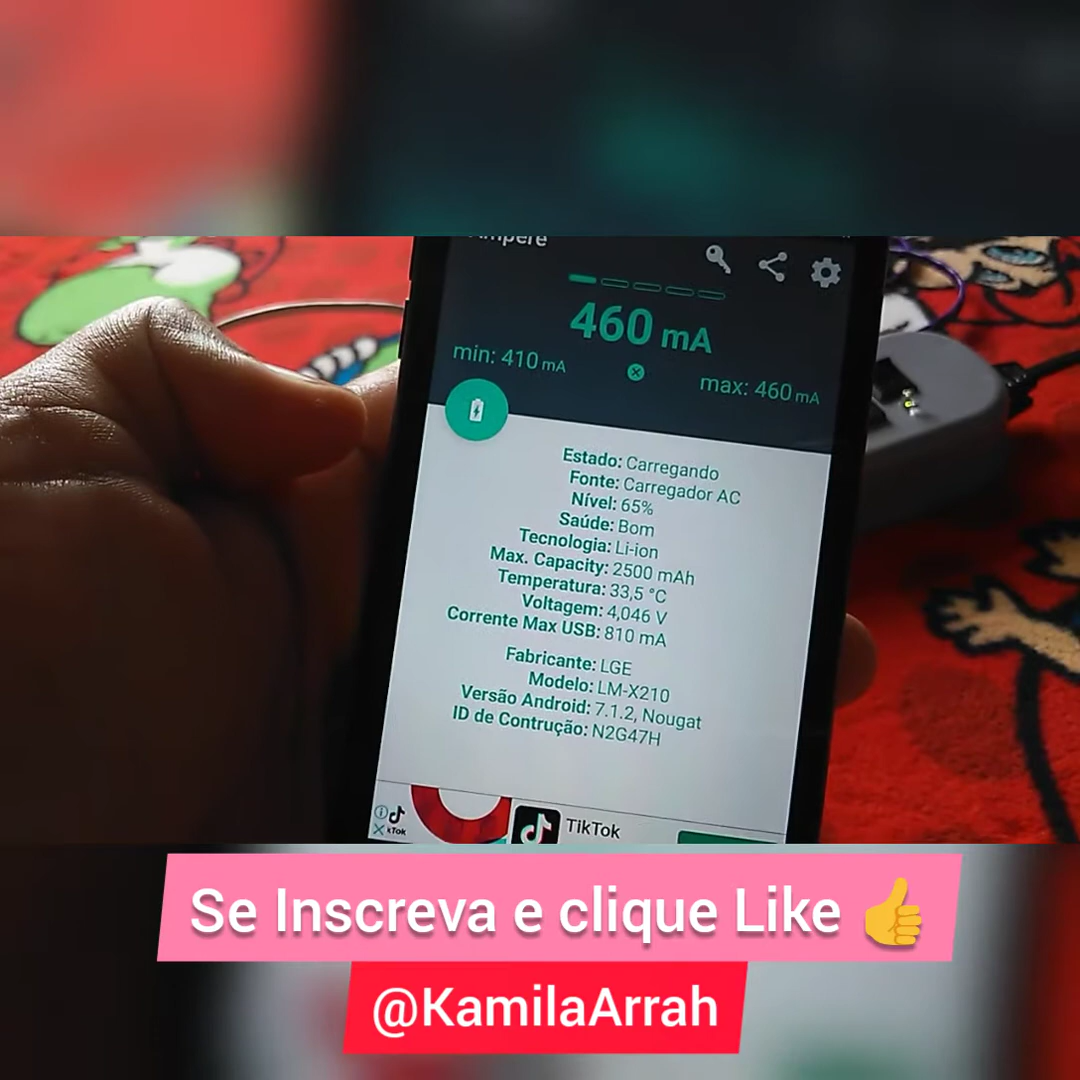 Ampere
460 mA
min: 410 mA
max: 460 mA
Estado: Carregando
Fonte: Carregador AC
Nível: 65%
Saúde: Bom
Tecnologia: Li-ion
Max. Capacity: 2500 mAh
Temperatura: 33,5 °C
Voltagem: 4,046 V
Corrente Max USB: 810 mA
Fabricante: LGE
Modelo: LM-X210
Versão Android: 7.1.2, Nougat
ID de Contrução: N2G47H
kTok
TikTok
Se Inscreva e clique Like 👍
@KamilaArrah